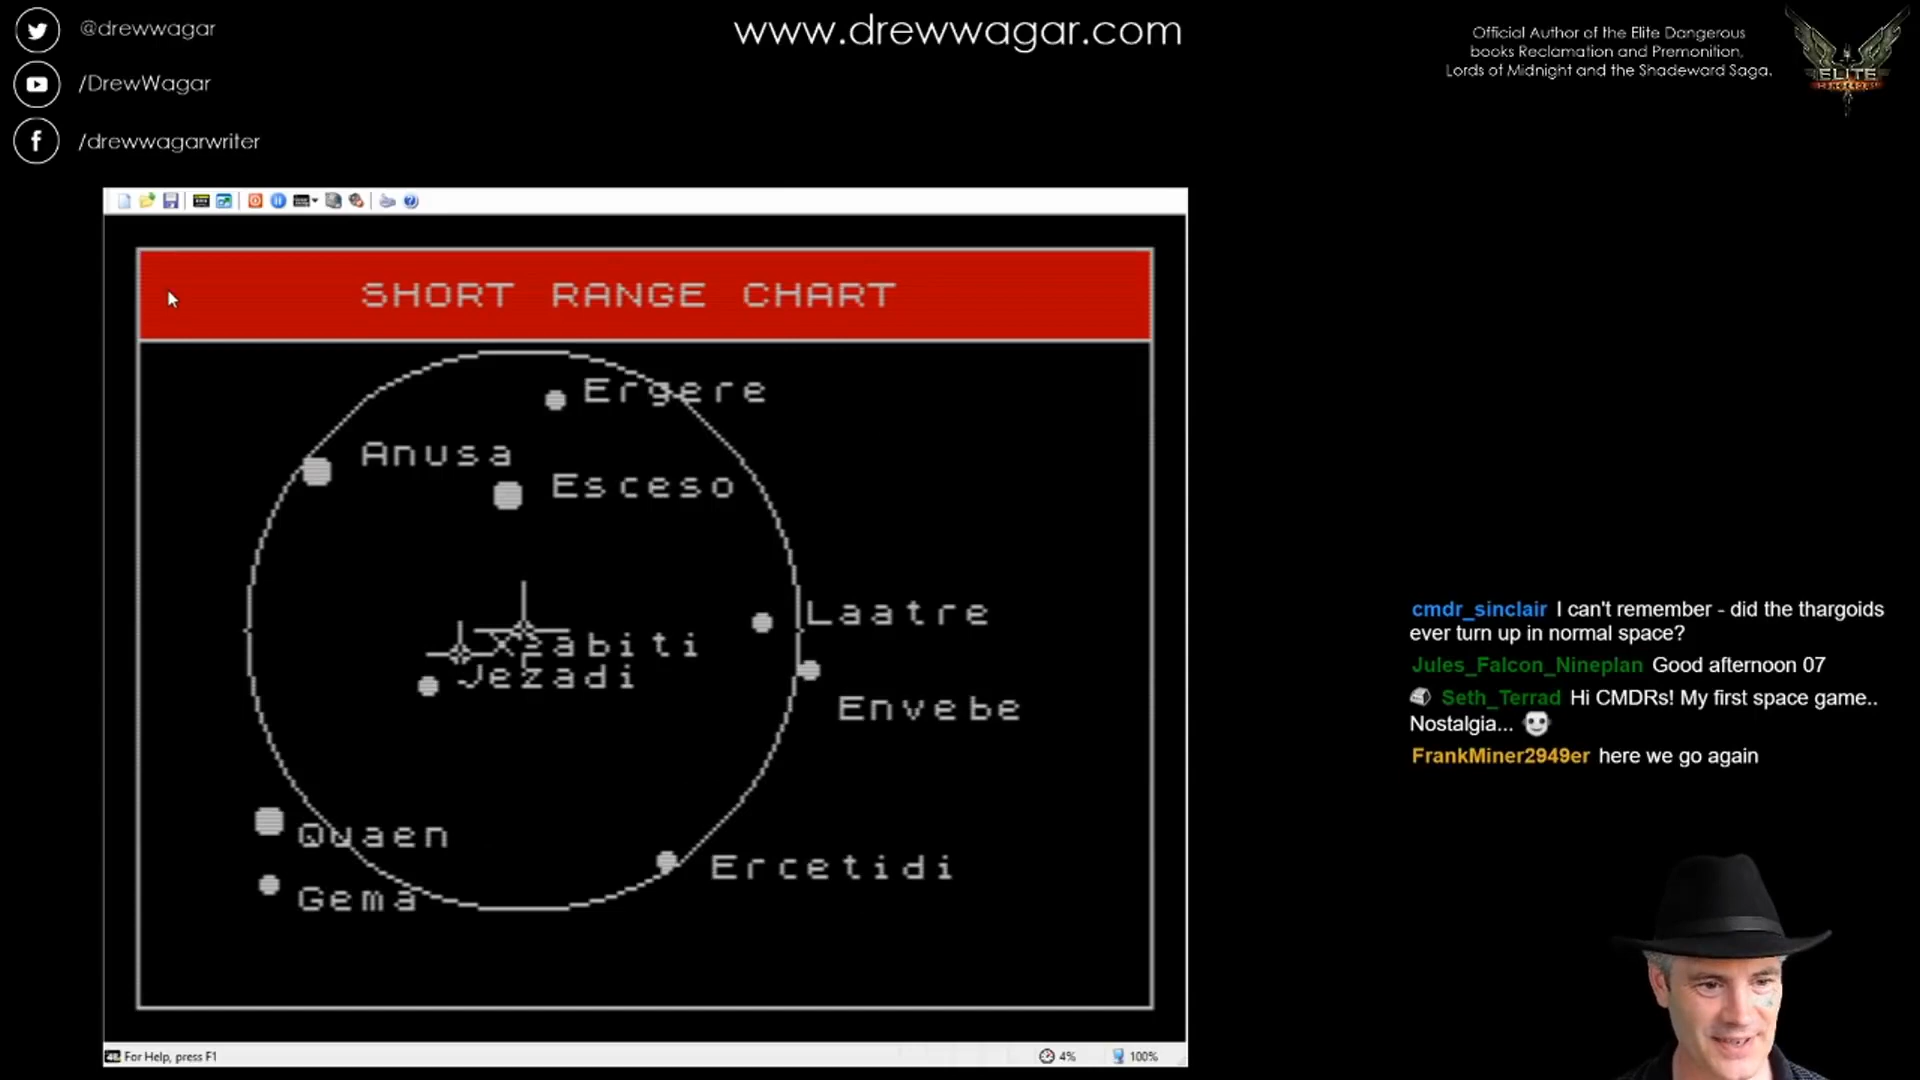 @drewwagar
/DrewWagar
/drewwagarwriter
www.drewwagar.com
Official Author of the Elite Dangerous
books Reclamation and Premonition,
Lords of Midnight and the Shadeward Saga.
ELITE
DANGEROUS
SHORT RANGE CHART
Ergere
Anusa
Esceso
Laatre
Xeabiti
Jezadi
Envebe
Quaen
Ercetidi
Gema
For Help, press F1
4%
100%
cmdr_sinclair I can't remember - did the thargoids
ever turn up in normal space?
Jules_Falcon_Nineplan Good afternoon 07
Seth_Terrad Hi CMDRs! My first space game..
Nostalgia...
FrankMiner2949er here we go again